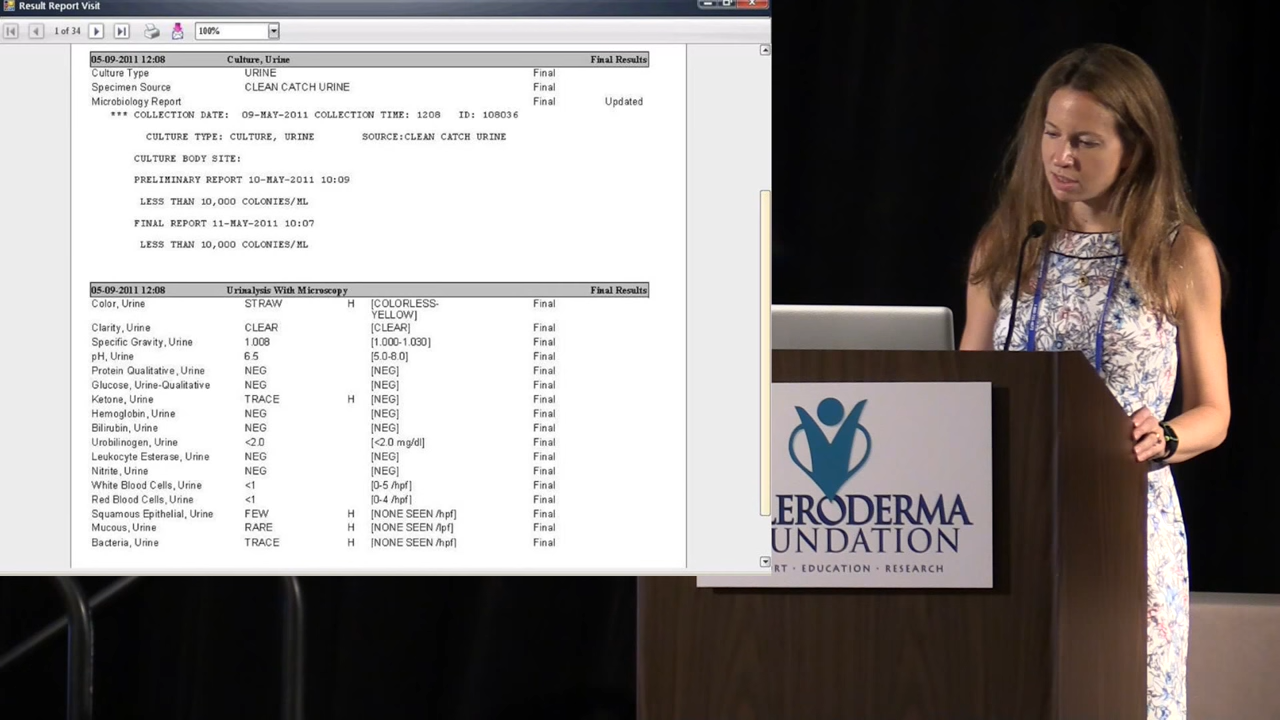 Result Report Visit
1 of 34
100%
05-09-2011 12:08 Culture, Urine Final Results
Culture Type URINE Final
Specimen Source CLEAN CATCH URINE Final
Microbiology Report Final Updated
*** COLLECTION DATE: 09-MAY-2011 COLLECTION TIME: 1208 ID: 108036
CULTURE TYPE: CULTURE, URINE SOURCE:CLEAN CATCH URINE
CULTURE BODY SITE:
PRELIMINARY REPORT 10-MAY-2011 10:09
LESS THAN 10,000 COLONIES/ML
FINAL REPORT 11-MAY-2011 10:07
LESS THAN 10,000 COLONIES/ML
05-09-2011 12:08 Urinalysis With Microscopy Final Results
Color, Urine STRAW H [COLORLESS- Final
YELLOW]
Clarity, Urine CLEAR [CLEAR] Final
Specific Gravity, Urine 1.008 [1.000-1.030] Final
pH, Urine 6.5 [5.0-8.0] Final
Protein Qualitative, Urine NEG [NEG] Final
Glucose, Urine-Qualitative NEG [NEG] Final
Ketone, Urine TRACE H [NEG] Final
Hemoglobin, Urine NEG [NEG] Final
Bilirubin, Urine NEG [NEG] Final
Urobilinogen, Urine <2.0 [<2.0 mg/dl] Final
Leukocyte Esterase, Urine NEG [NEG] Final
Nitrite, Urine NEG [NEG] Final
White Blood Cells, Urine <1 [0-5 /hpf] Final
Red Blood Cells, Urine <1 [0-4 /hpf] Final
Squamous Epithelial, Urine FEW H [NONE SEEN /hpf] Final
Mucous, Urine RARE H [NONE SEEN /lpf] Final
Bacteria, Urine TRACE H [NONE SEEN /hpf] Final
LERODERMA
OUNDATION
RT · EDUCATION · RESEARCH